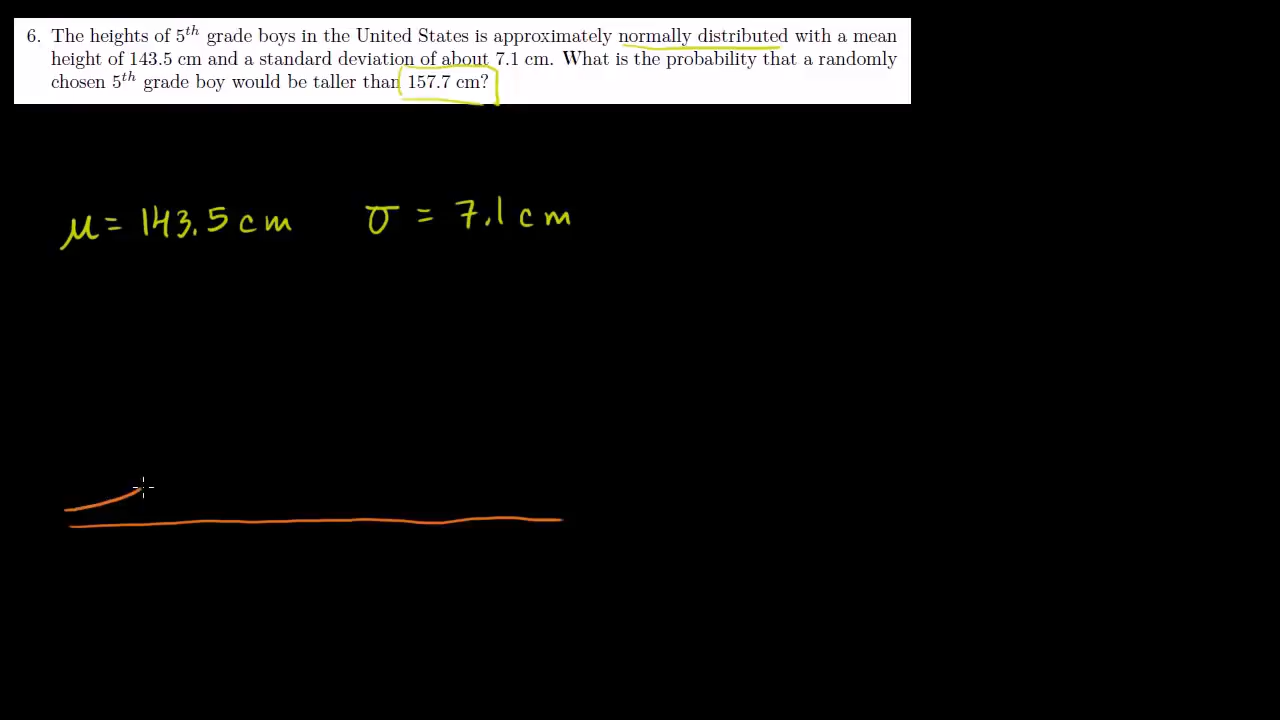 6. The heights of 5th grade boys in the United States is approximately normally distributed with a mean
height of 143.5 cm and a standard deviation of about 7.1 cm. What is the probability that a randomly
chosen 5th grade boy would be taller than 157.7 cm?
μ = 143.5 cm σ = 7.1 cm